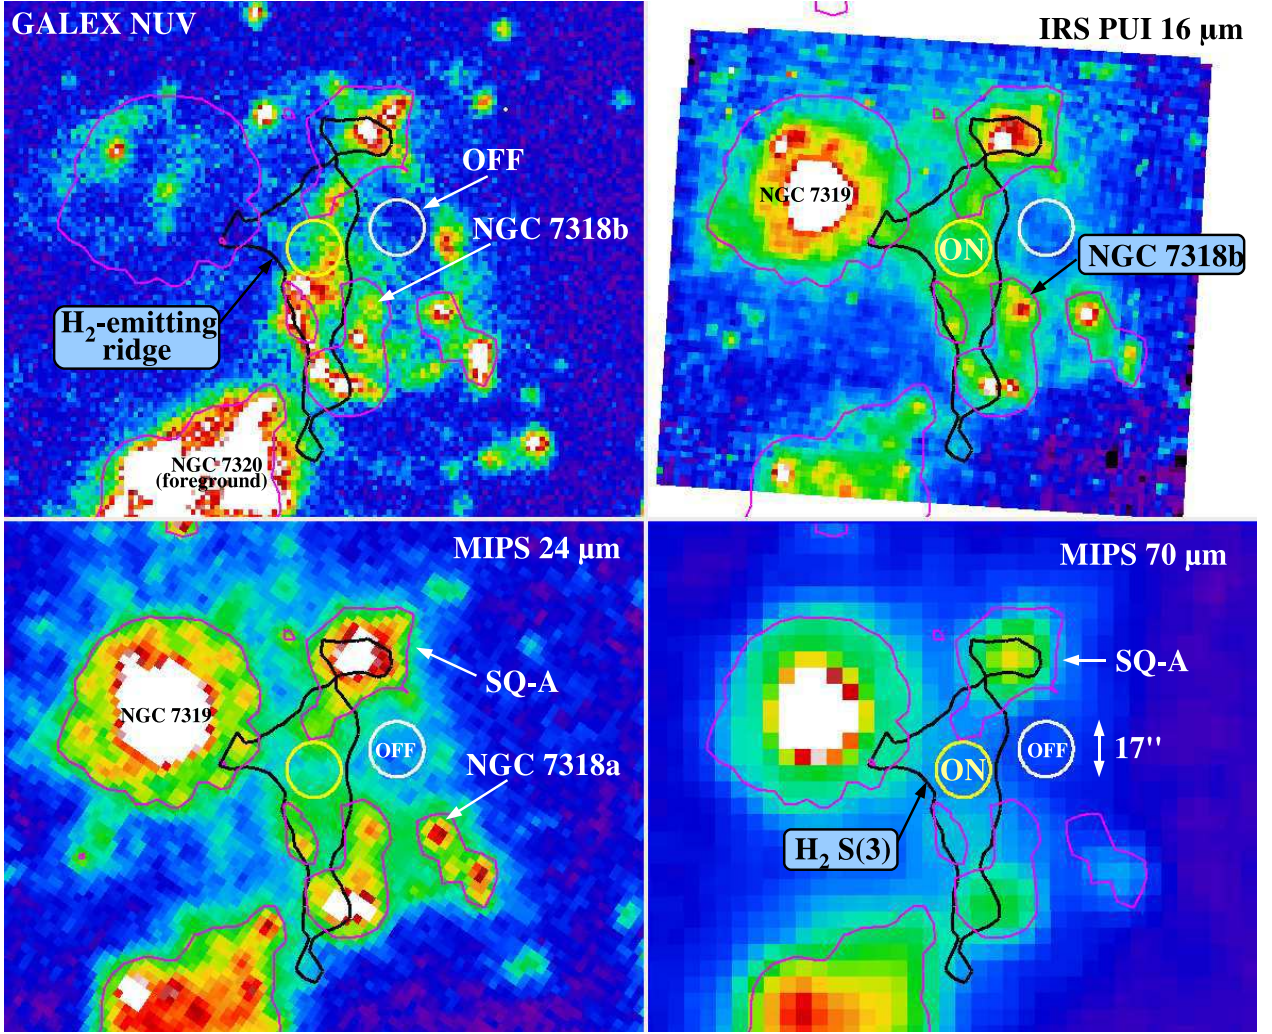 GALEX NUV
OFF
NGC 7318b
H2-emitting
ridge
NGC 7320
(foreground)
IRS PUI 16 μm
NGC 7319
ON
NGC 7318b
MIPS 24 μm
SQ-A
NGC 7319
OFF
NGC 7318a
MIPS 70 μm
SQ-A
OFF
17"
ON
H2 S(3)